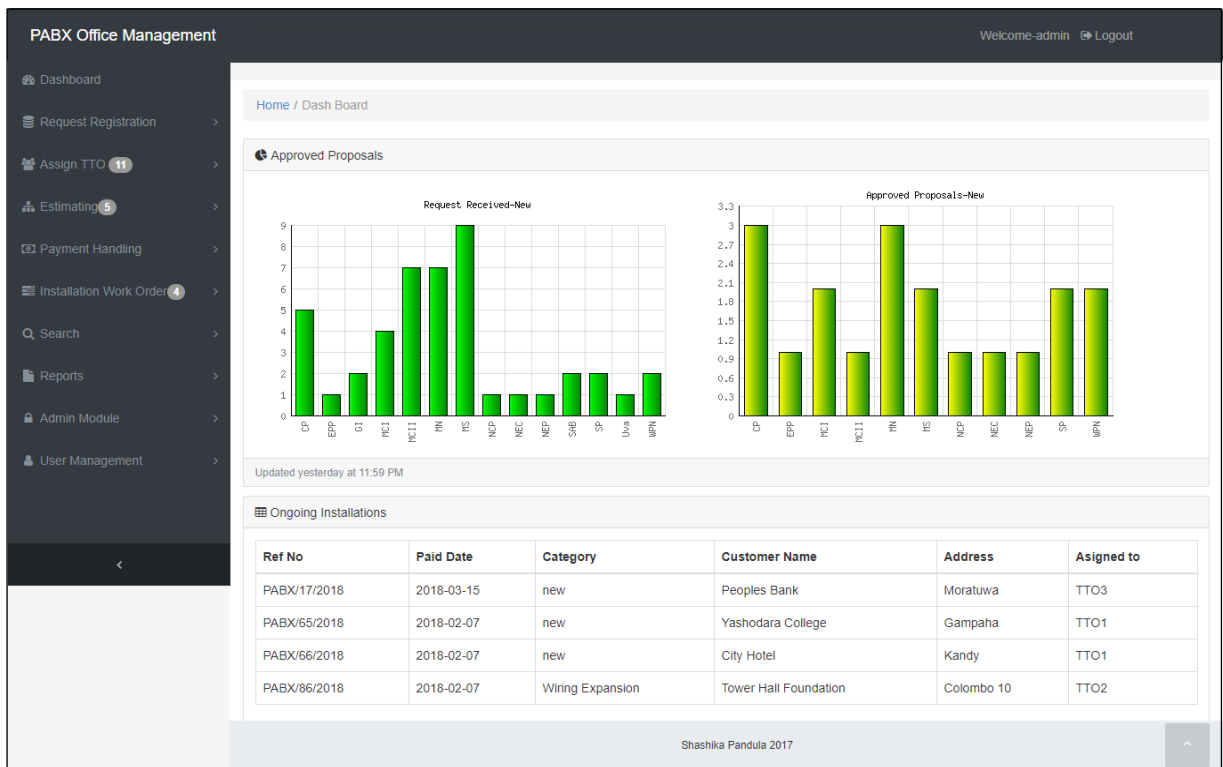 PABX Office Management
Welcome-admin Logout
Dashboard
Request Registration
Assign TTO 11
Estimating 5
Payment Handling
Installation Work Order 4
Search
Reports
Admin Module
User Management
Home / Dash Board
Approved Proposals
Request Received-New
9
8
7
6
5
4
3
2
1
0
CP EPP GI MCI MCII MN MS NCP NEC NEP SAB SP Uva WPN
Approved Proposals-New
3.3
3
2.7
2.4
2.1
1.8
1.5
1.2
0.9
0.6
0.3
0
CP EPP MCI MCII MN MS NCP NEC NEP SP WPN
Updated yesterday at 11:59 PM
Ongoing Installations
Ref No Paid Date Category Customer Name Address Asigned to
PABX/17/2018 2018-03-15 new Peoples Bank Moratuwa TTO3
PABX/65/2018 2018-02-07 new Yashodara College Gampaha TTO1
PABX/66/2018 2018-02-07 new City Hotel Kandy TTO1
PABX/86/2018 2018-02-07 Wiring Expansion Tower Hall Foundation Colombo 10 TTO2
Shashika Pandula 2017